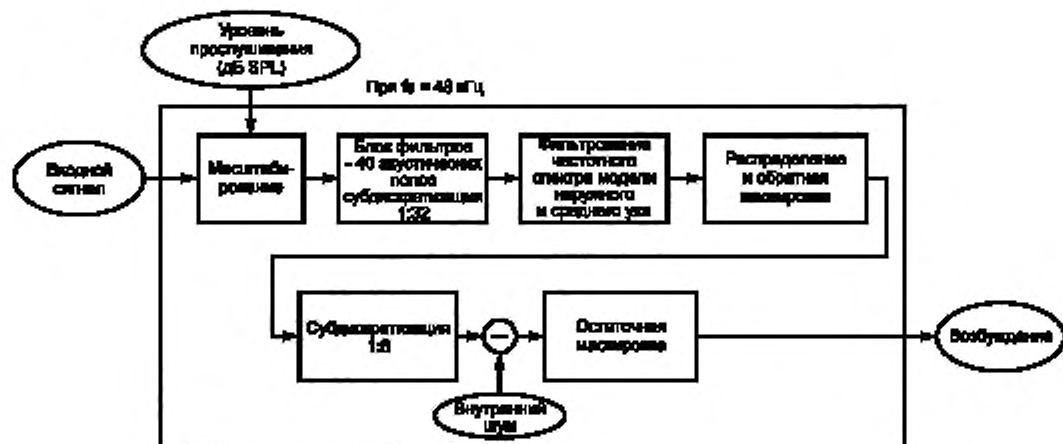 Уровень
прослушивания
(дБ SPL)
При fs = 48 кГц
Входной
сигнал
Масштаби-
рование
Блок фильтров
– 40 акустических
полос
субдискретизация
1:32
Фильтрование
частотного
спектра модели
наружного
и среднего уха
Распределение
и обратная
маскировка
Субдискретизация
1:6
–
Остаточная
маскировка
Возбуждение
Внутренний
шум